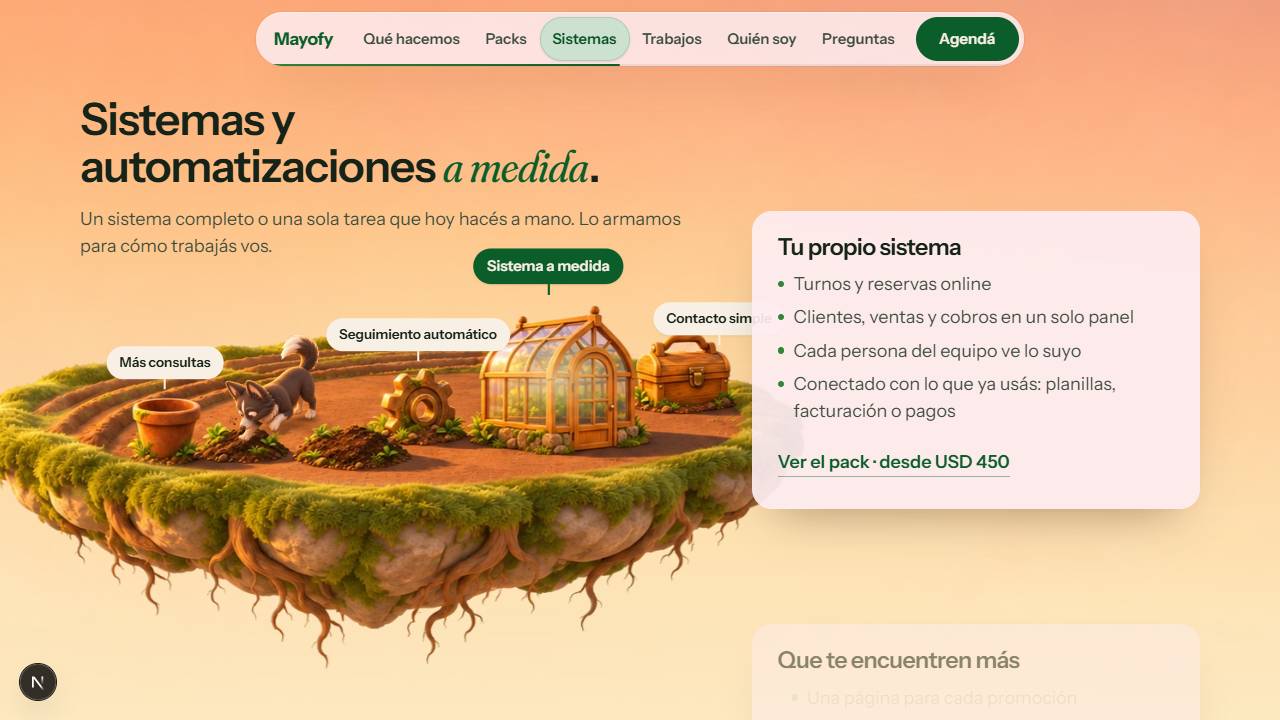 Mayofy
Qué hacemos
Packs
Sistemas
Trabajos
Quién soy
Preguntas
Agendá
Sistemas y
automatizaciones a medida.
Un sistema completo o una sola tarea que hoy hacés a mano. Lo armamos
para cómo trabajás vos.
Sistema a medida
Contacto simple
Seguimiento automático
Más consultas
Tu propio sistema
Turnos y reservas online
Clientes, ventas y cobros en un solo panel
Cada persona del equipo ve lo suyo
Conectado con lo que ya usás: planillas,
facturación o pagos
Ver el pack · desde USD 450
Que te encuentren más
Una página para cada promoción
N